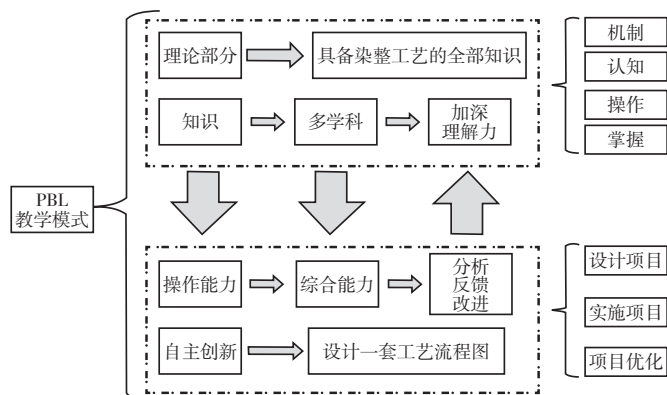 PBL
教学模式
理论部分
具备染整工艺的全部知识
知识
多学科
加深
理解力
机制
认知
操作
掌握
操作能力
综合能力
分析
反馈
改进
自主创新
设计一套工艺流程图
设计项目
实施项目
项目优化